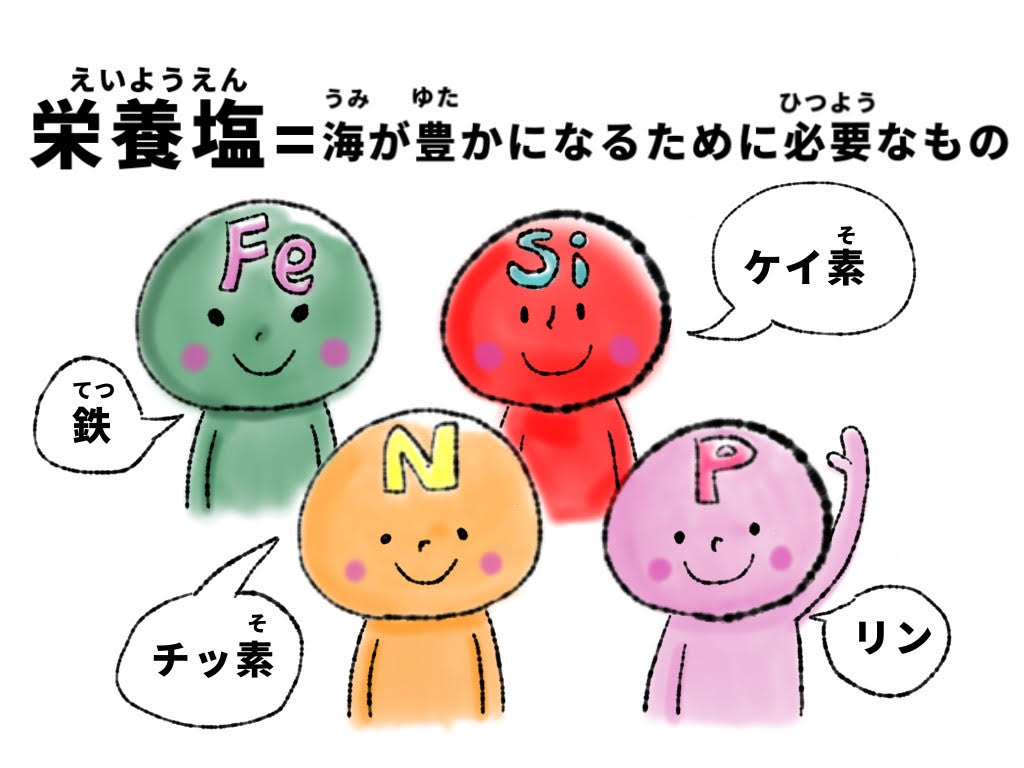 えいようえん うみ ゆた ひつよう
栄養塩=海が豊かになるために必要なもの
Fe
Si
そ
ケイ素
てつ
鉄
N
P
そ
チッ素
リン